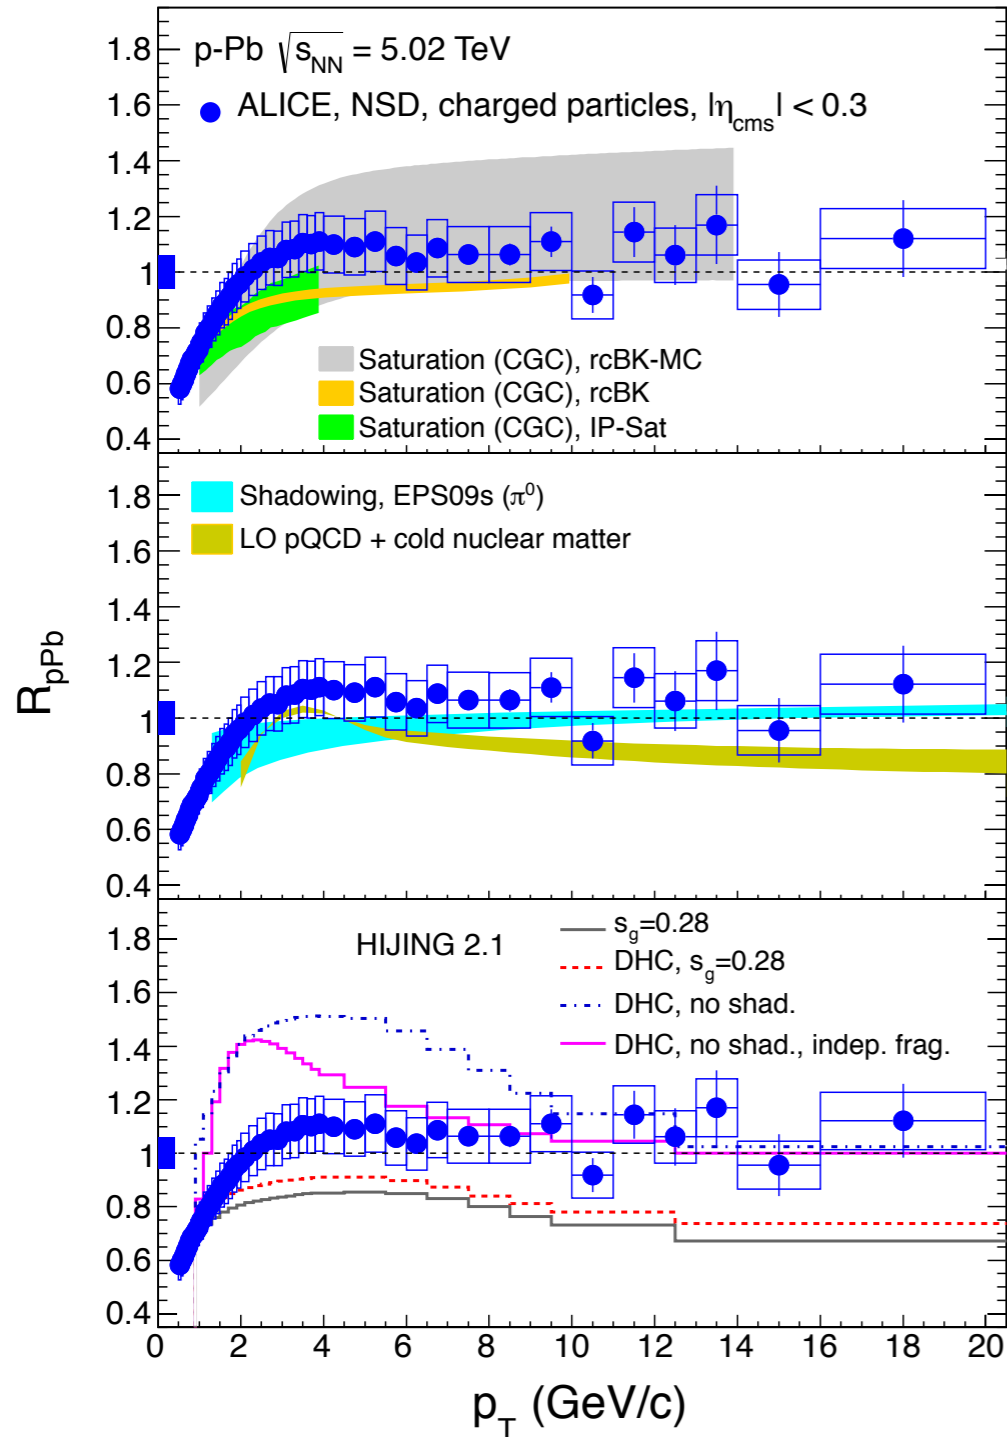 p-Pb √s_NN = 5.02 TeV
ALICE, NSD, charged particles, |η_cms| < 0.3
1.8
1.6
1.4
1.2
1
0.8
0.6
0.4
Saturation (CGC), rcBK-MC
Saturation (CGC), rcBK
Saturation (CGC), IP-Sat
Shadowing, EPS09s (π⁰)
LO pQCD + cold nuclear matter
1.8
1.6
1.4
1.2
1
0.8
0.6
0.4
R_pPb
HIJING 2.1
s_g=0.28
DHC, s_g=0.28
DHC, no shad.
DHC, no shad., indep. frag.
1.8
1.6
1.4
1.2
1
0.8
0.6
0.4
0 2 4 6 8 10 12 14 16 18 20
p_T (GeV/c)